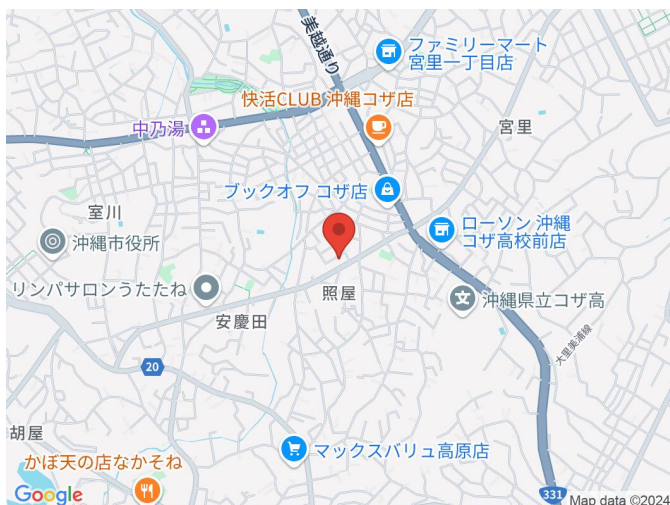 美越通り
ファミリーマート
宮里一丁目店
快活CLUB 沖縄コザ店
中乃湯
宮里
ブックオフ コザ店
室川
沖縄市役所
ローソン 沖縄
コザ高校前店
リンパサロンうたたね
照屋
沖縄県立コザ高
安慶田
大里美浦線
20
胡屋
マックスバリュ高原店
かぼ天の店なかそね
331
Google
Map data ©2024